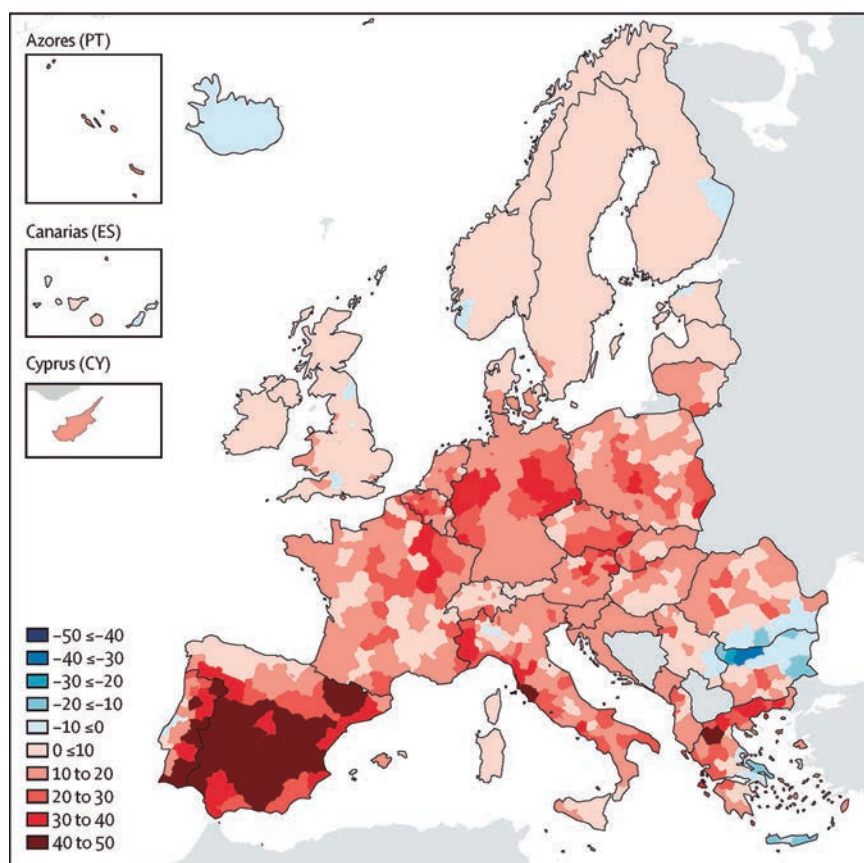 Azores (PT)
Canarias (ES)
Cyprus (CY)
−50 ≤−40
−40 ≤−30
−30 ≤−20
−20 ≤−10
−10 ≤0
0 ≤10
10 to 20
20 to 30
30 to 40
40 to 50